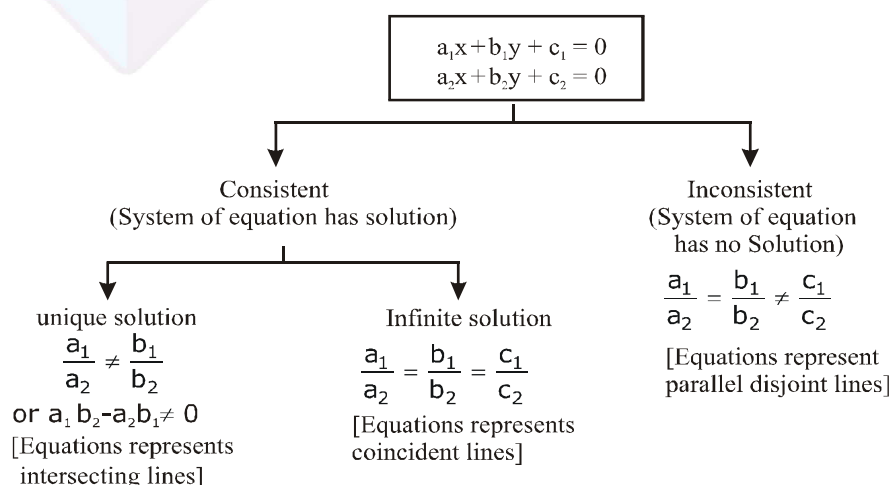 a₁x+b₁y + c₁ = 0
a₂x+b₂y + c₂ = 0
Consistent
(System of equation has solution)
unique solution
a₁/a₂ ≠ b₁/b₂
or a₁ b₂-a₂b₁≠ 0
[Equations represents
intersecting lines]
Infinite solution
a₁/a₂ = b₁/b₂ = c₁/c₂
[Equations represents
coincident lines]
Inconsistent
(System of equation
has no Solution)
a₁/a₂ = b₁/b₂ ≠ c₁/c₂
[Equations represent
parallel disjoint lines]